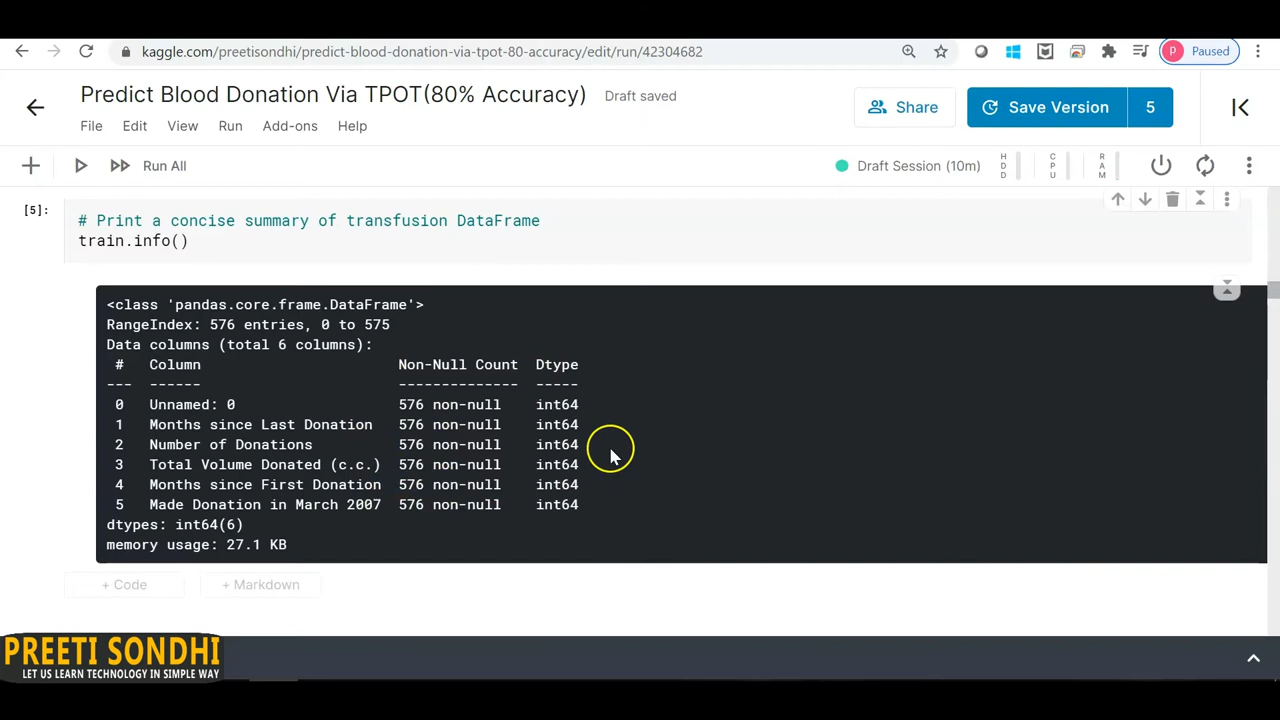 kaggle.com/preetisondhi/predict-blood-donation-via-tpot-80-accuracy/edit/run/42304682
P Paused
Predict Blood Donation Via TPOT(80% Accuracy) Draft saved
Share
Save Version 5
File Edit View Run Add-ons Help
Run All
Draft Session (10m)
HDD
CPU
RAM
[5]:
# Print a concise summary of transfusion DataFrame
train.info()
<class 'pandas.core.frame.DataFrame'>
RangeIndex: 576 entries, 0 to 575
Data columns (total 6 columns):
# Column Non-Null Count Dtype
--- ------ -------------- -----
0 Unnamed: 0 576 non-null int64
1 Months since Last Donation 576 non-null int64
2 Number of Donations 576 non-null int64
3 Total Volume Donated (c.c.) 576 non-null int64
4 Months since First Donation 576 non-null int64
5 Made Donation in March 2007 576 non-null int64
dtypes: int64(6)
memory usage: 27.1 KB
+ Code + Markdown
PREETI SONDHI
LET US LEARN TECHNOLOGY IN SIMPLE WAY